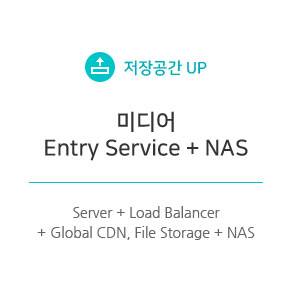 저장공간 UP
미디어
Entry Service + NAS
Server + Load Balancer
+ Global CDN, File Storage + NAS